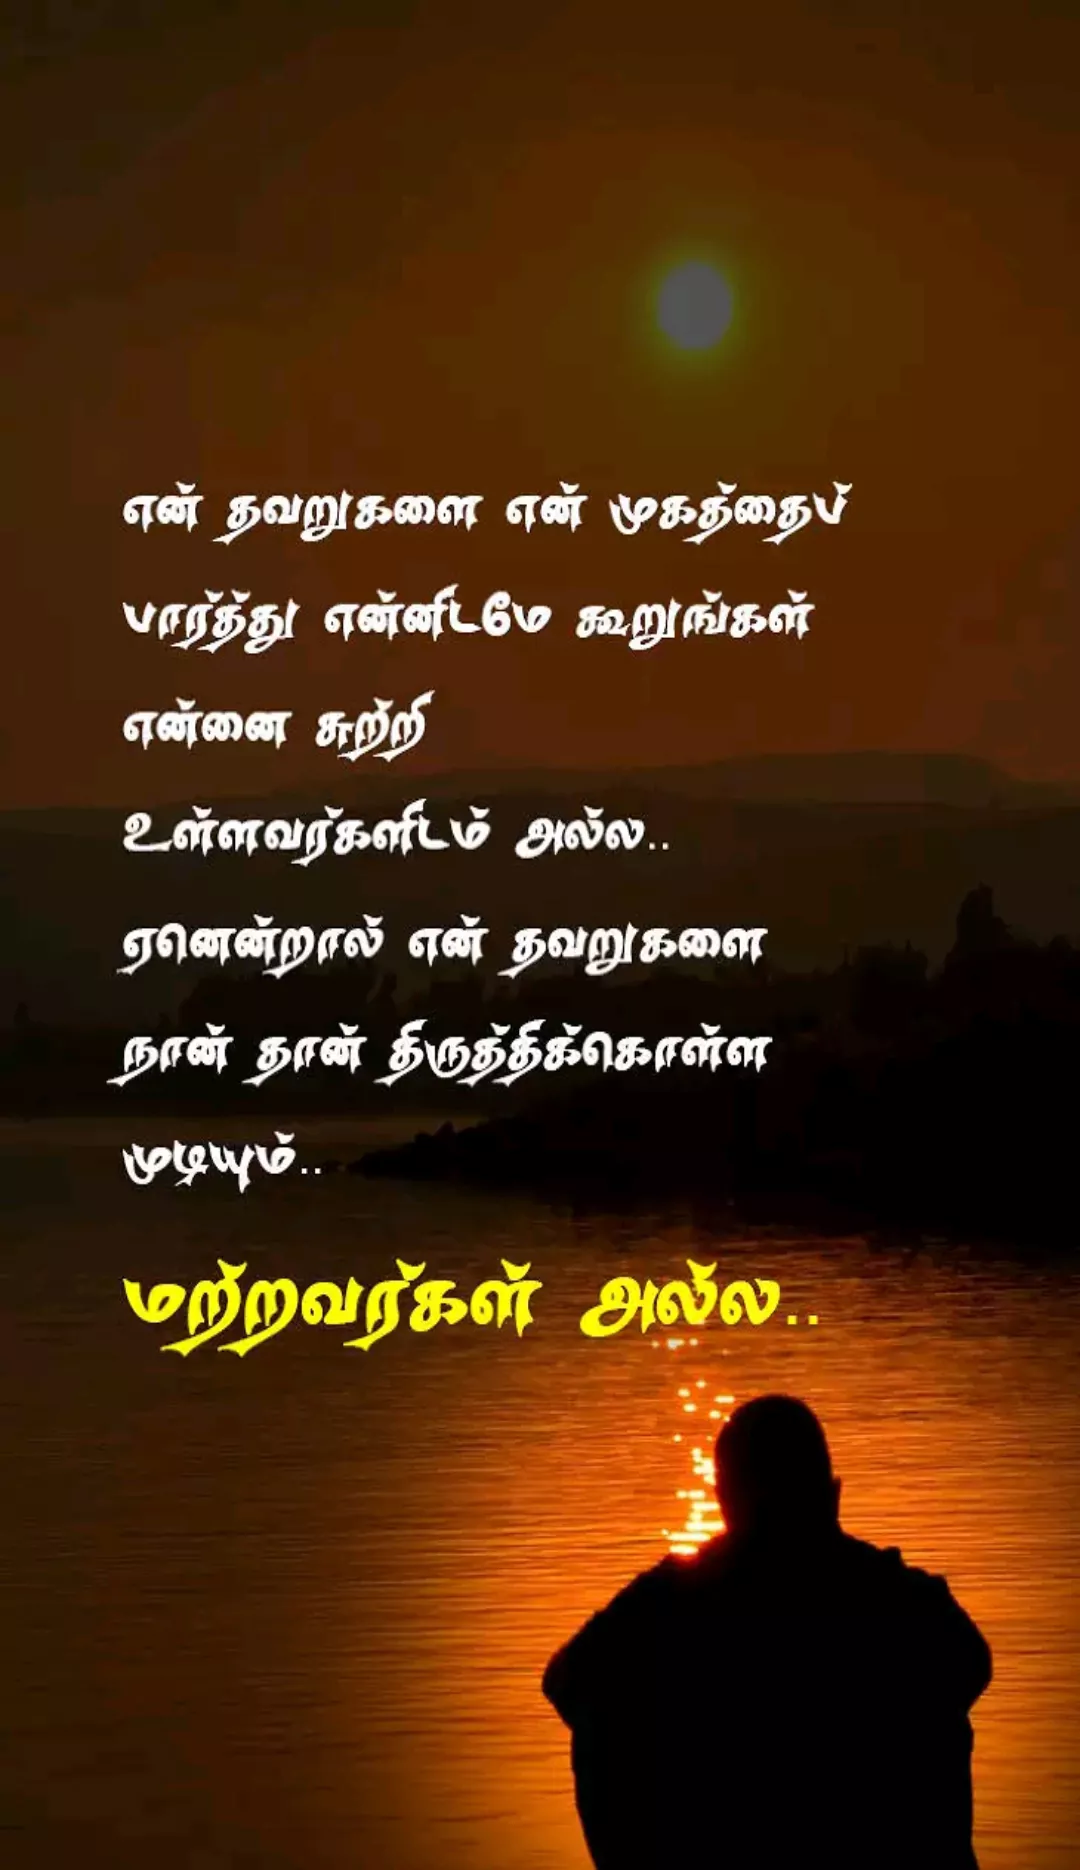 என் தவறுகளை என் முகத்தைப்
பார்த்து என்னிடமே கூறுங்கள்
என்னை சுற்றி
உள்ளவர்களிடம் அல்ல..
ஏனென்றால் என் தவறுகளை
நான் தான் திருத்திக்கொள்ள
முடியும்..
மற்றவர்கள் அல்ல..